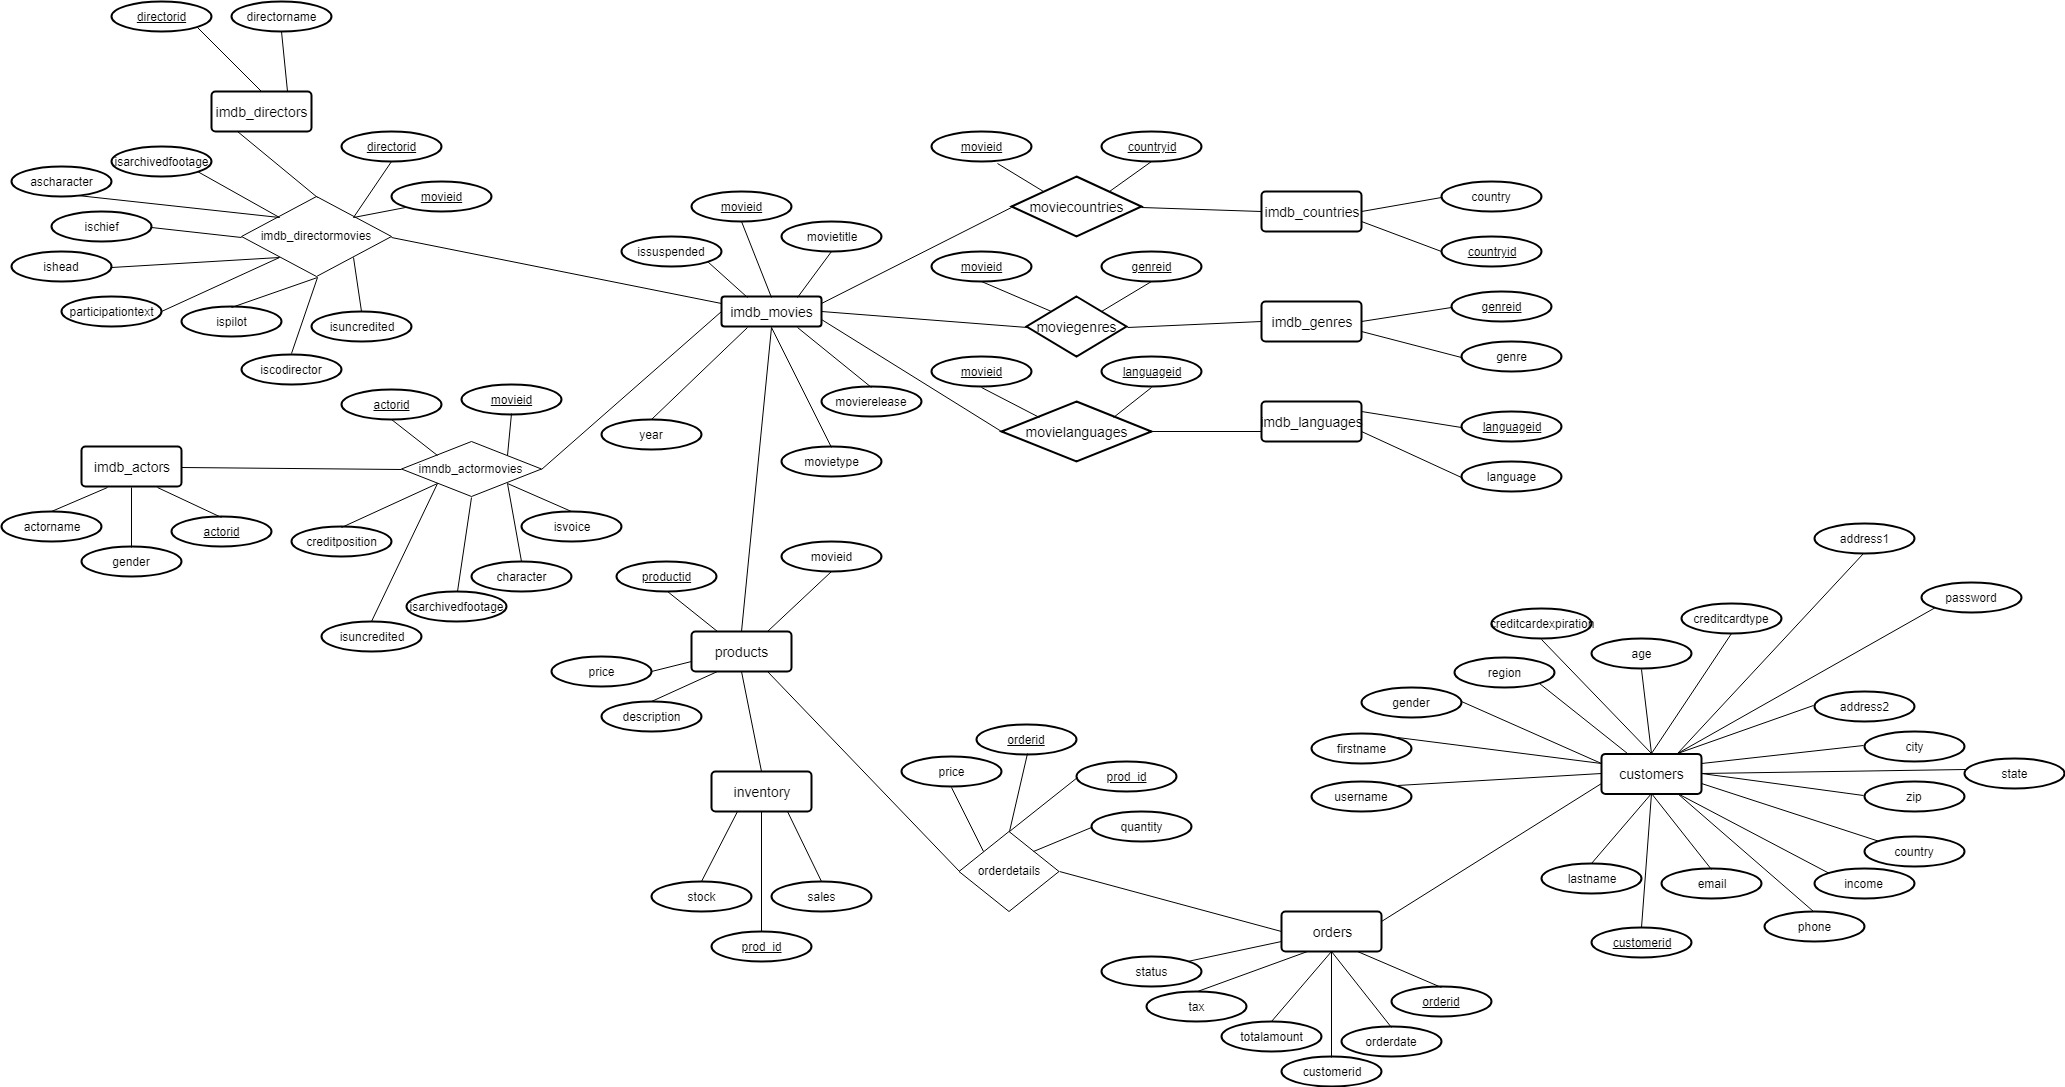 directorid
directorname
imdb_directors
isarchivedfootage
directorid
ascharacter
movieid
ischief
imdb_directormovies
ishead
participationtext
ispilot
isuncredited
iscodirector
movieid
issuspended
movietitle
imdb_movies
year
movierelease
movietype
movieid
countryid
moviecountries
imdb_countries
country
countryid
movieid
genreid
moviegenres
imdb_genres
genreid
genre
movieid
languageid
movielanguages
imdb_languages
languageid
language
actorid
movieid
imdb_actors
imndb_actormovies
actorname
gender
actorid
creditposition
isvoice
character
isarchivedfootage
isuncredited
productid
movieid
products
price
description
inventory
stock
sales
prod_id
price
orderid
prod_id
quantity
orderdetails
orders
status
tax
totalamount
customerid
orderdate
orderid
address1
password
creditcardexpiration
creditcardtype
age
region
gender
address2
firstname
city
customers
state
username
zip
country
lastname
email
income
phone
customerid